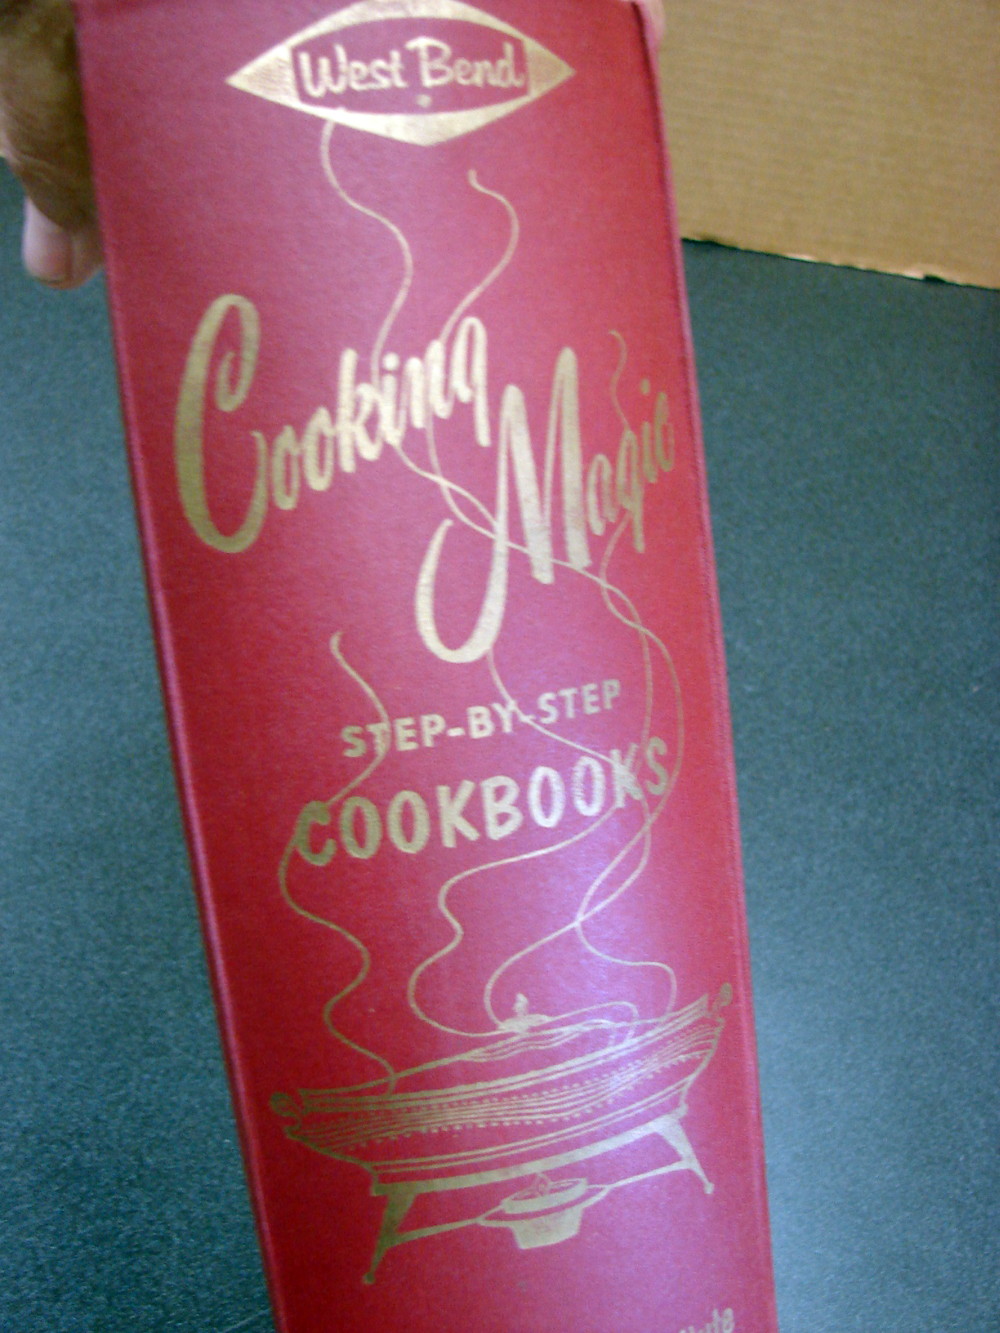 West Bend
Cooking
Magic
STEP-BY-STEP
COOKBOOKS